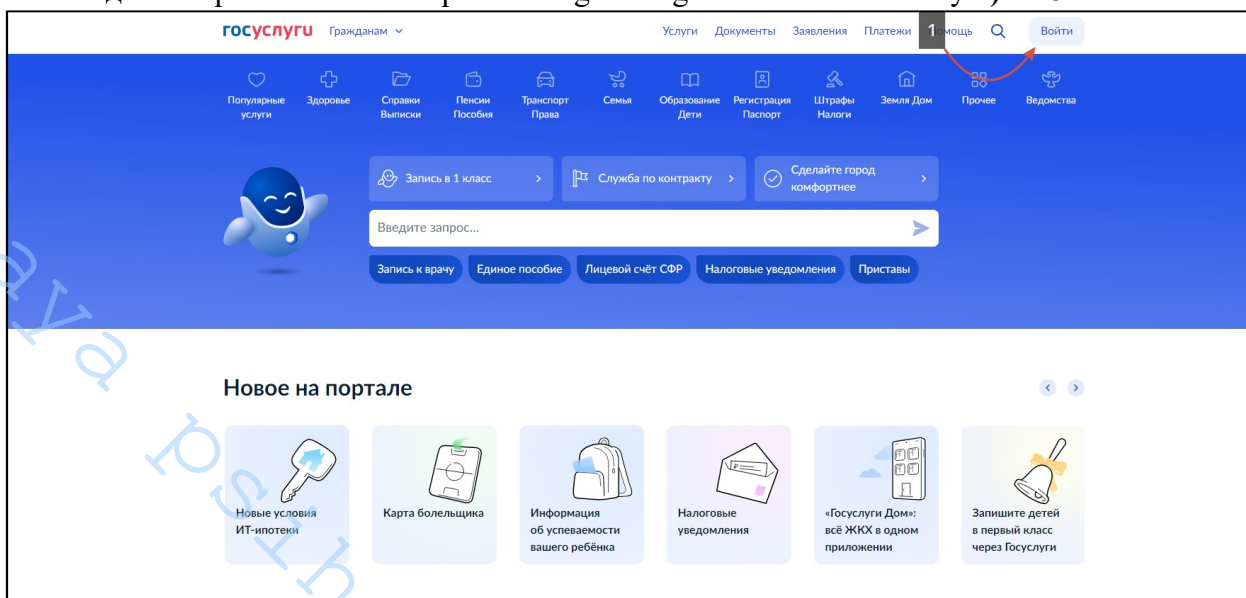 госуслуги Гражданам Услуги Документы Заявления Платежи 1 мощь Войти
Популярные услуги
Здоровье
Справки Выписки
Пенсии Пособия
Транспорт Права
Семья
Образование Дети
Регистрация Паспорт
Штрафы Налоги
Земля Дом
Прочее
Ведомства
Запись в 1 класс
Служба по контракту
Сделайте город
комфортнее
Введите запрос...
Запись к врачу Единое пособие Лицевой счёт СФР Налоговые уведомления Приставы
Новое на портале
Новые условия
ИТ-ипотеки
Карта болельщика
Информация
об успеваемости
вашего ребёнка
Налоговые
уведомления
«Госуслуги Дом»:
всё ЖКХ в одном
приложении
Запишите детей
в первый класс
через Госуслуги
aya psih